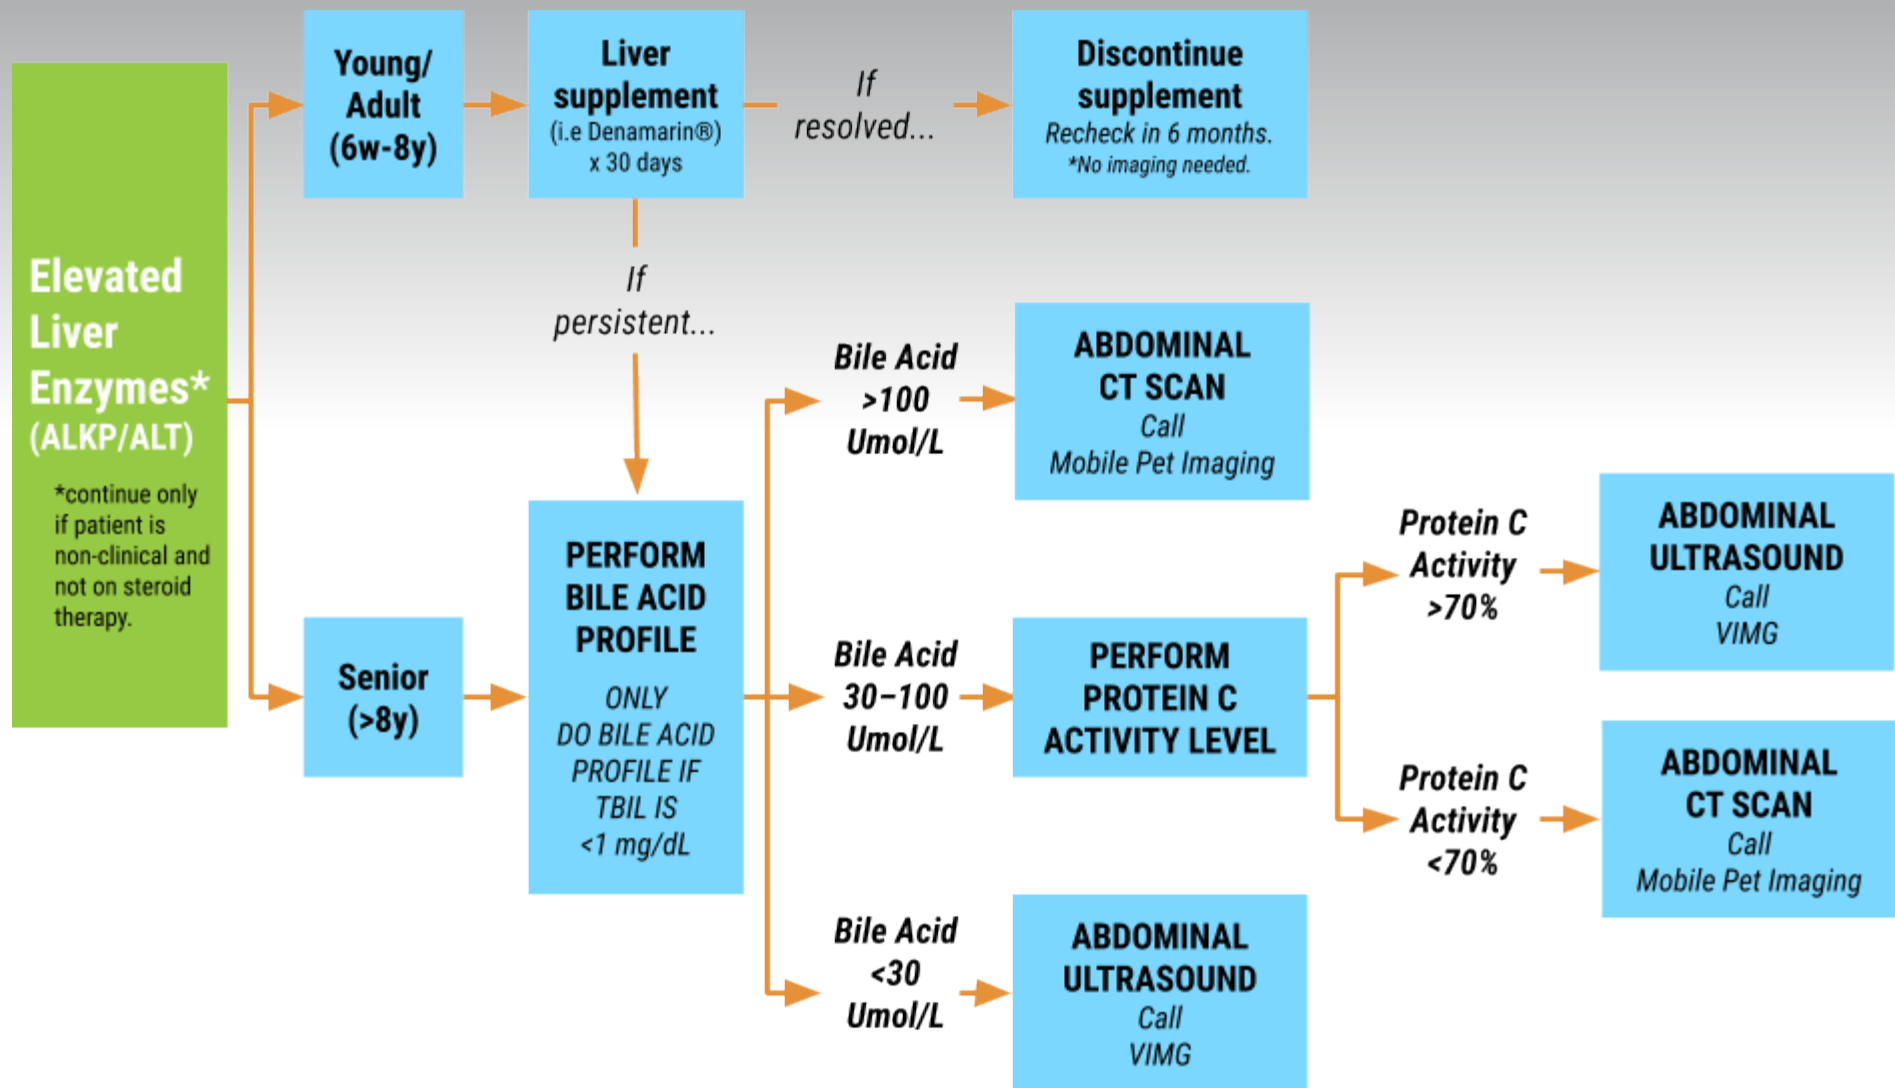 Elevated
Liver
Enzymes*
(ALKP/ALT)
*continue only
if patient is
non-clinical and
not on steroid
therapy.
Young/
Adult
(6w-8y)
Liver
supplement
(i.e Denamarin®)
x 30 days
If
resolved...
Discontinue
supplement
Recheck in 6 months.
*No imaging needed.
If
persistent...
Senior
(>8y)
PERFORM
BILE ACID
PROFILE
ONLY
DO BILE ACID
PROFILE IF
TBIL IS
<1 mg/dL
Bile Acid
>100
Umol/L
ABDOMINAL
CT SCAN
Call
Mobile Pet Imaging
Bile Acid
30–100
Umol/L
PERFORM
PROTEIN C
ACTIVITY LEVEL
Protein C
Activity
>70%
ABDOMINAL
ULTRASOUND
Call
VIMG
Protein C
Activity
<70%
ABDOMINAL
CT SCAN
Call
Mobile Pet Imaging
Bile Acid
<30
Umol/L
ABDOMINAL
ULTRASOUND
Call
VIMG